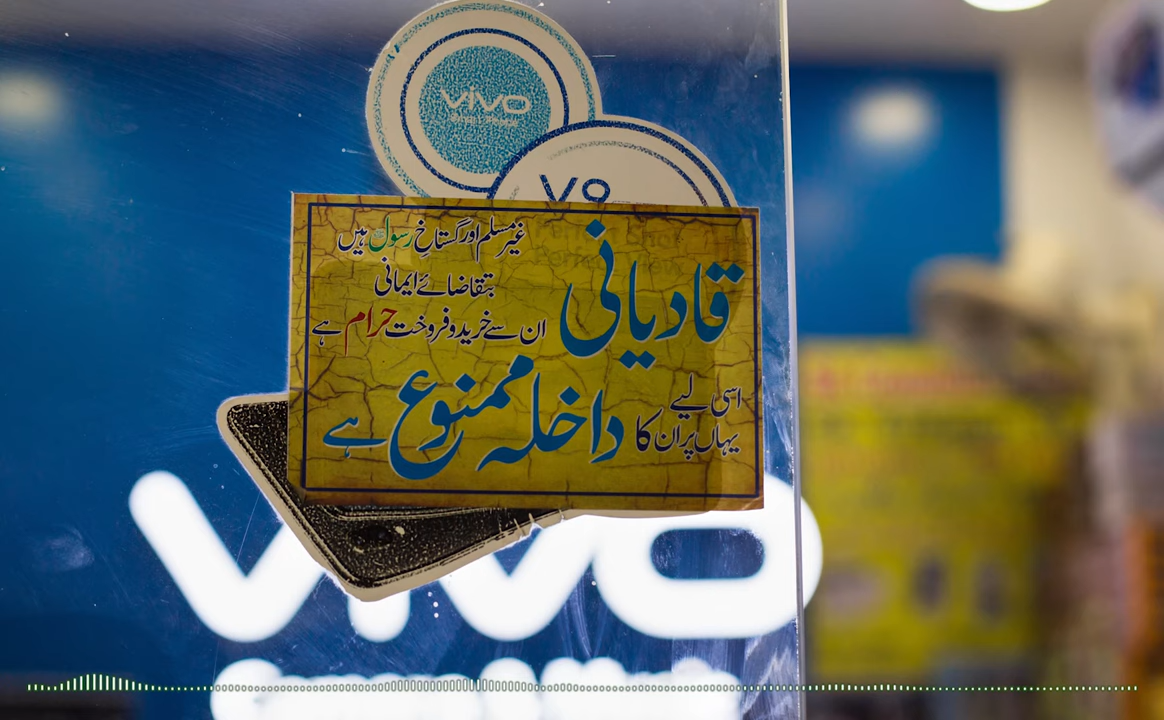 vivo
V9
قادیانی
غیر مسلم اور گستاخِ رسول ہیں
بتقاضائے ایمانی
ان سے خرید و فروخت حرام ہے
اسی لیے
یہاں پر ان کا
داخلہ ممنوع ہے
vivo